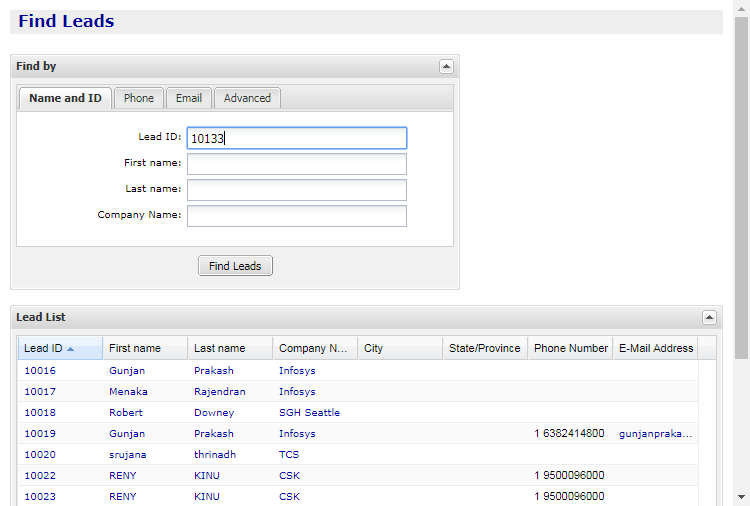 Find Leads
Find by
Name and ID Phone Email Advanced
Lead ID: 10133
First name:
Last name:
Company Name:
Find Leads
Lead List
Lead ID First name Last name Company N... City State/Province Phone Number E-Mail Address
10016 Gunjan Prakash Infosys
10017 Menaka Rajendran Infosys
10018 Robert Downey SGH Seattle
10019 Gunjan Prakash Infosys 1 6382414800 gunjanpraka...
10020 srujana thrinadh TCS
10022 RENY KINU CSK 1 9500096000
10023 RENY KINU CSK 1 9500096000